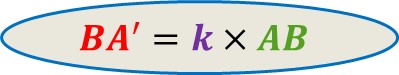 BA′ = k × AB